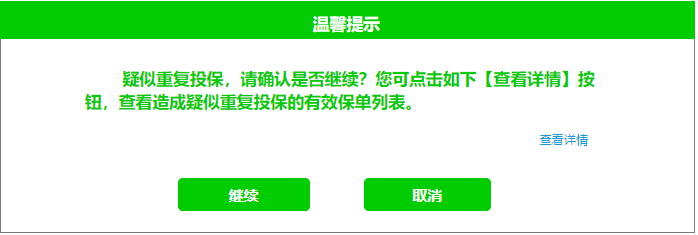 温馨提示
疑似重复投保，请确认是否继续？您可点击如下【查看详情】按
钮，查看造成疑似重复投保的有效保单列表。
查看详情
继续
取消